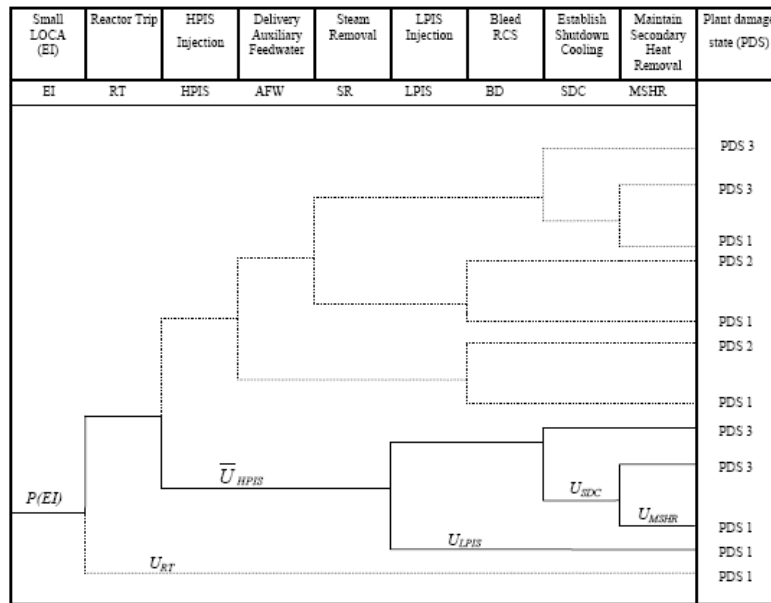 Small
LOCA
(EI)
Reactor Trip
HPIS
Injection
Delivery
Auxiliary
Feedwater
Steam
Removal
LPIS
Injection
Bleed
RCS
Establish
Shutdown
Cooling
Maintain
Secondary
Heat
Removal
Plant damage
state (PDS)
EI
RT
HPIS
AFW
SR
LPIS
BD
SDC
MSHR
PDS 3
PDS 3
PDS 1
PDS 2
PDS 1
PDS 2
PDS 1
PDS 3
U̅ HPIS
PDS 3
P(EI)
U SDC
U MSHR
PDS 1
U LPIS
PDS 1
U RT
PDS 1